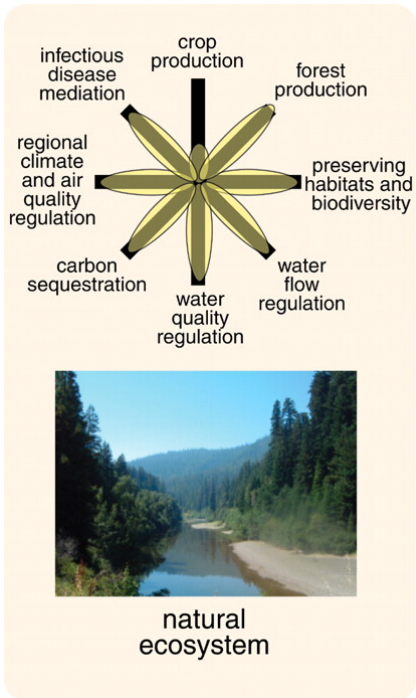 crop
production
infectious
disease
mediation
forest
production
regional
climate
and air
quality
regulation
preserving
habitats and
biodiversity
carbon
sequestration
water
flow
regulation
water
quality
regulation
natural
ecosystem